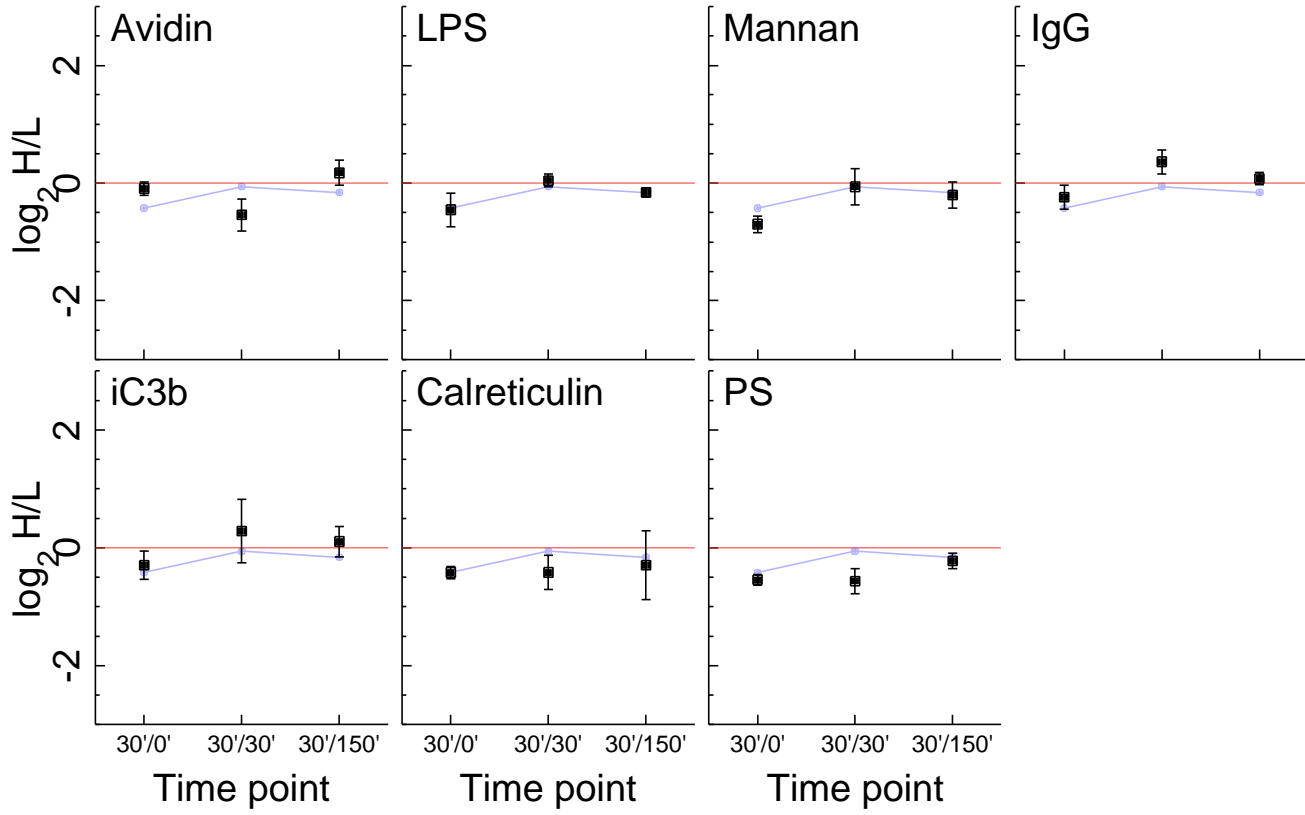 Avidin
LPS
Mannan
IgG
2
0
-2
log2 H/L
iC3b
Calreticulin
PS
2
0
-2
log2 H/L
30'/0' 30'/30' 30'/150'
30'/0' 30'/30' 30'/150'
30'/0' 30'/30' 30'/150'
Time point
Time point
Time point